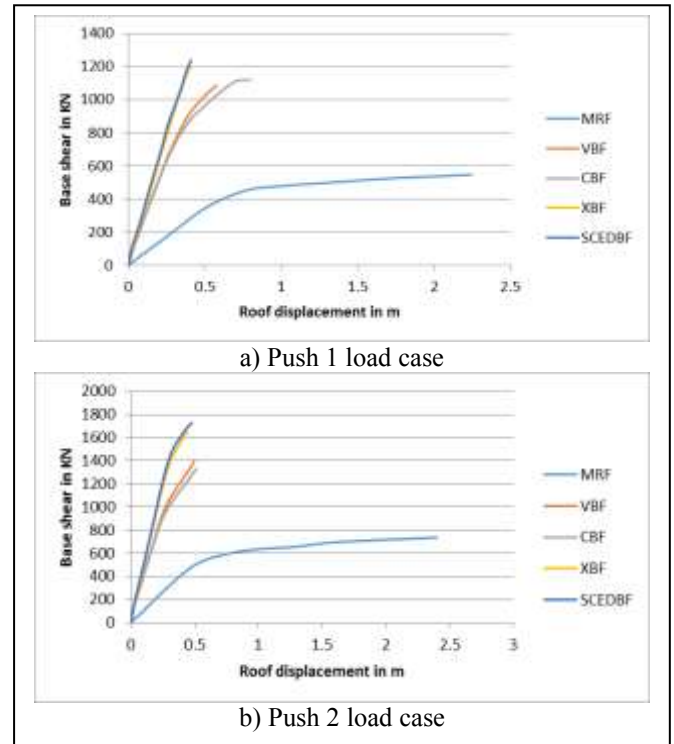 1400
1200
1000
800
600
400
200
0
Base shear in KN
0 0.5 1 1.5 2 2.5
Roof displacement in m
MRF
VBF
CBF
XBF
SCEDBF
a) Push 1 load case
2000
1800
1600
1400
1200
1000
800
600
400
200
0
Base shear in KN
0 0.5 1 1.5 2 2.5 3
Roof displacement in m
MRF
VBF
CBF
XBF
SCEDBF
b) Push 2 load case